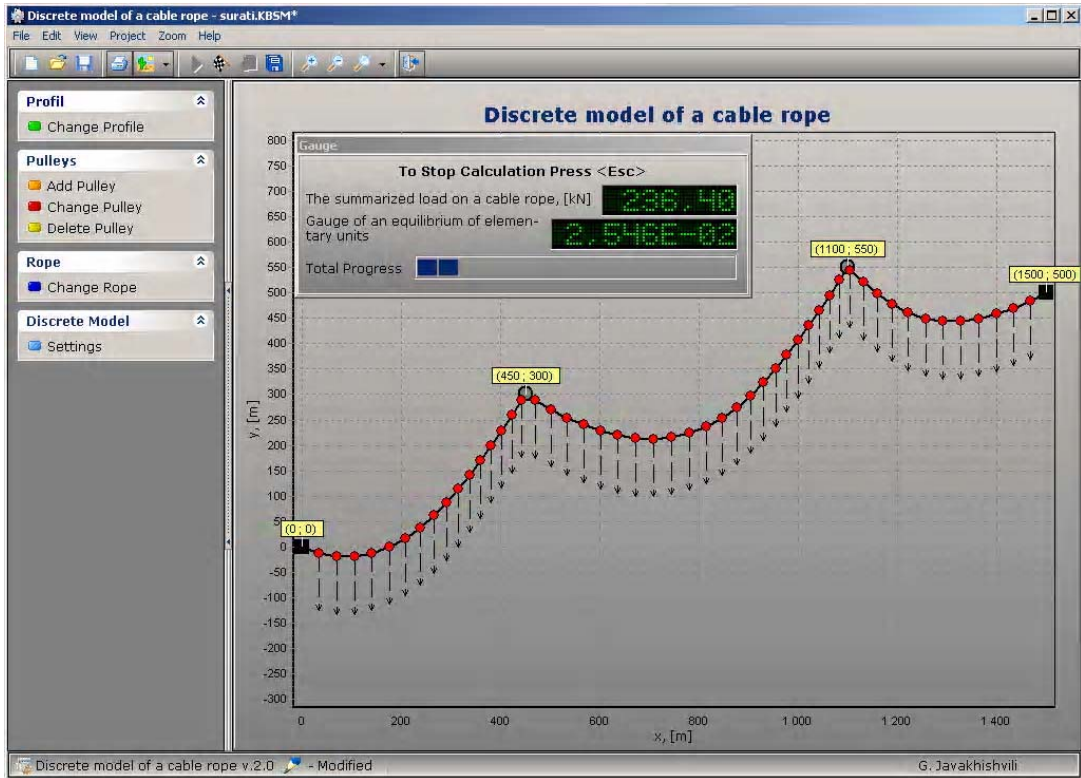 Discrete model of a cable rope - surati.KBSM*
File Edit View Project Zoom Help
Profil
Change Profile
Pulleys
Add Pulley
Change Pulley
Delete Pulley
Rope
Change Rope
Discrete Model
Settings
Discrete model of a cable rope
Gauge
To Stop Calculation Press <Esc>
The summarized load on a cable rope, [kN]
236.40
Gauge of an equilibrium of elemen-
tary units
2.546E-02
Total Progress
800
750
700
650
600
550
500
450
400
350
300
250
200
150
100
50
0
-50
-100
-150
-200
-250
-300
y, [m]
(0 ; 0)
(450 ; 300)
(1100 ; 550)
(1500 ; 500)
0 200 400 600 800 1 000 1 200 1 400
x, [m]
Discrete model of a cable rope v.2.0 - Modified G. Javakhishvili